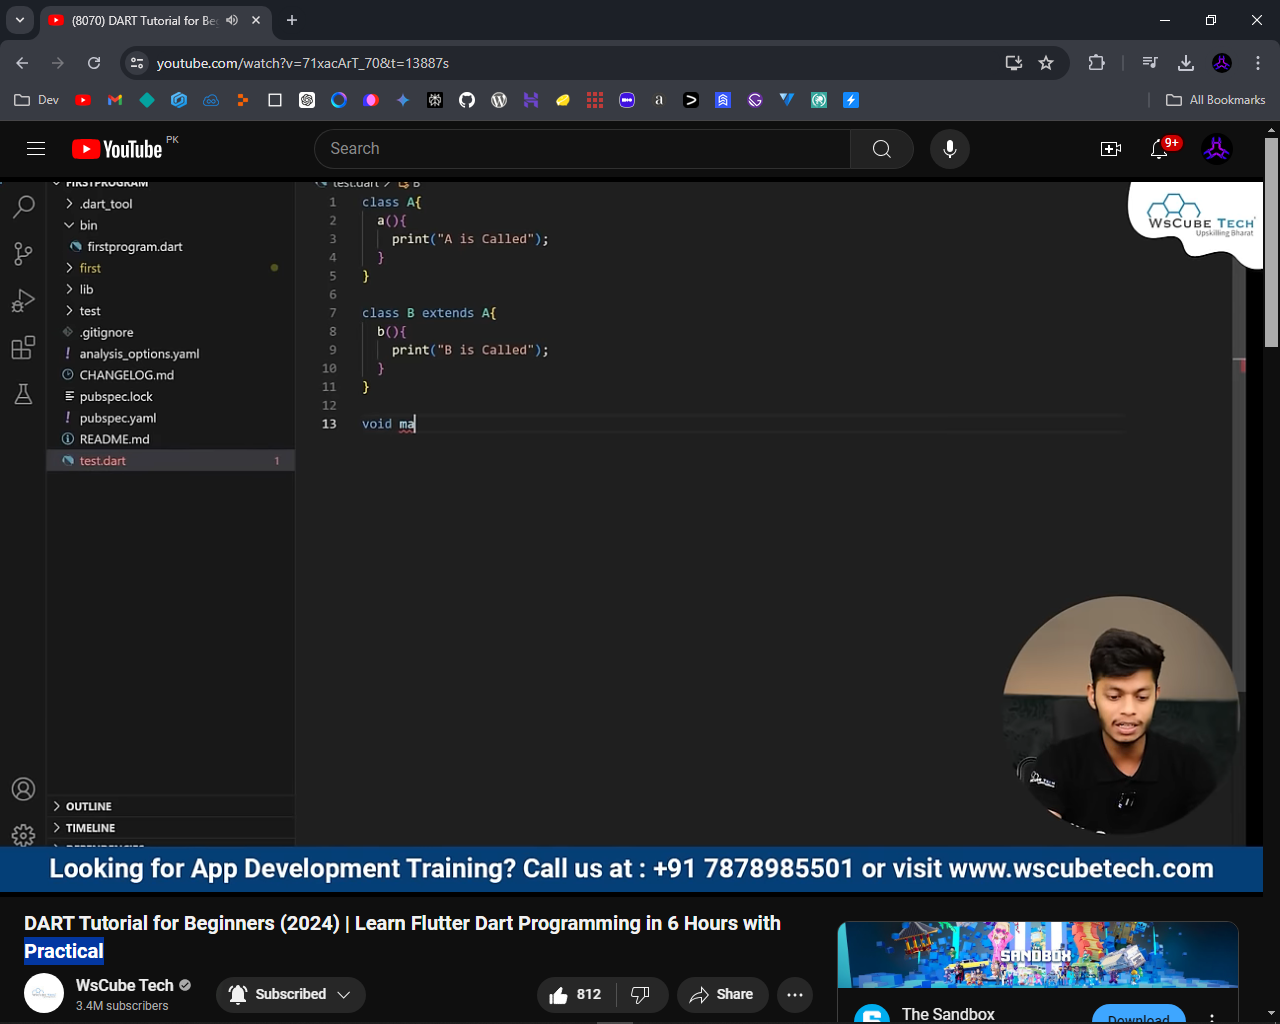 (8070) DART Tutorial for Be
youtube.com/watch?v=71xacArT_70&t=13887s
Dev
All Bookmarks
YouTube PK
Search
9+
FIRSTPROGRAM
.dart_tool
bin
firstprogram.dart
first
lib
test
.gitignore
analysis_options.yaml
CHANGELOG.md
pubspec.lock
pubspec.yaml
README.md
test.dart 1
OUTLINE
TIMELINE
test.dart > B
1 class A{
2 a(){
3 print("A is Called");
4 }
5 }
6
7 class B extends A{
8 b(){
9 print("B is Called");
10 }
11 }
12
13 void ma
WsCube Tech
Upskilling Bharat
Looking for App Development Training? Call us at : +91 7878985501 or visit www.wscubetech.com
DART Tutorial for Beginners (2024) | Learn Flutter Dart Programming in 6 Hours with
Practical
WsCube Tech
3.4M subscribers
Subscribed
812
Share
SANDBOX
The Sandbox
Download